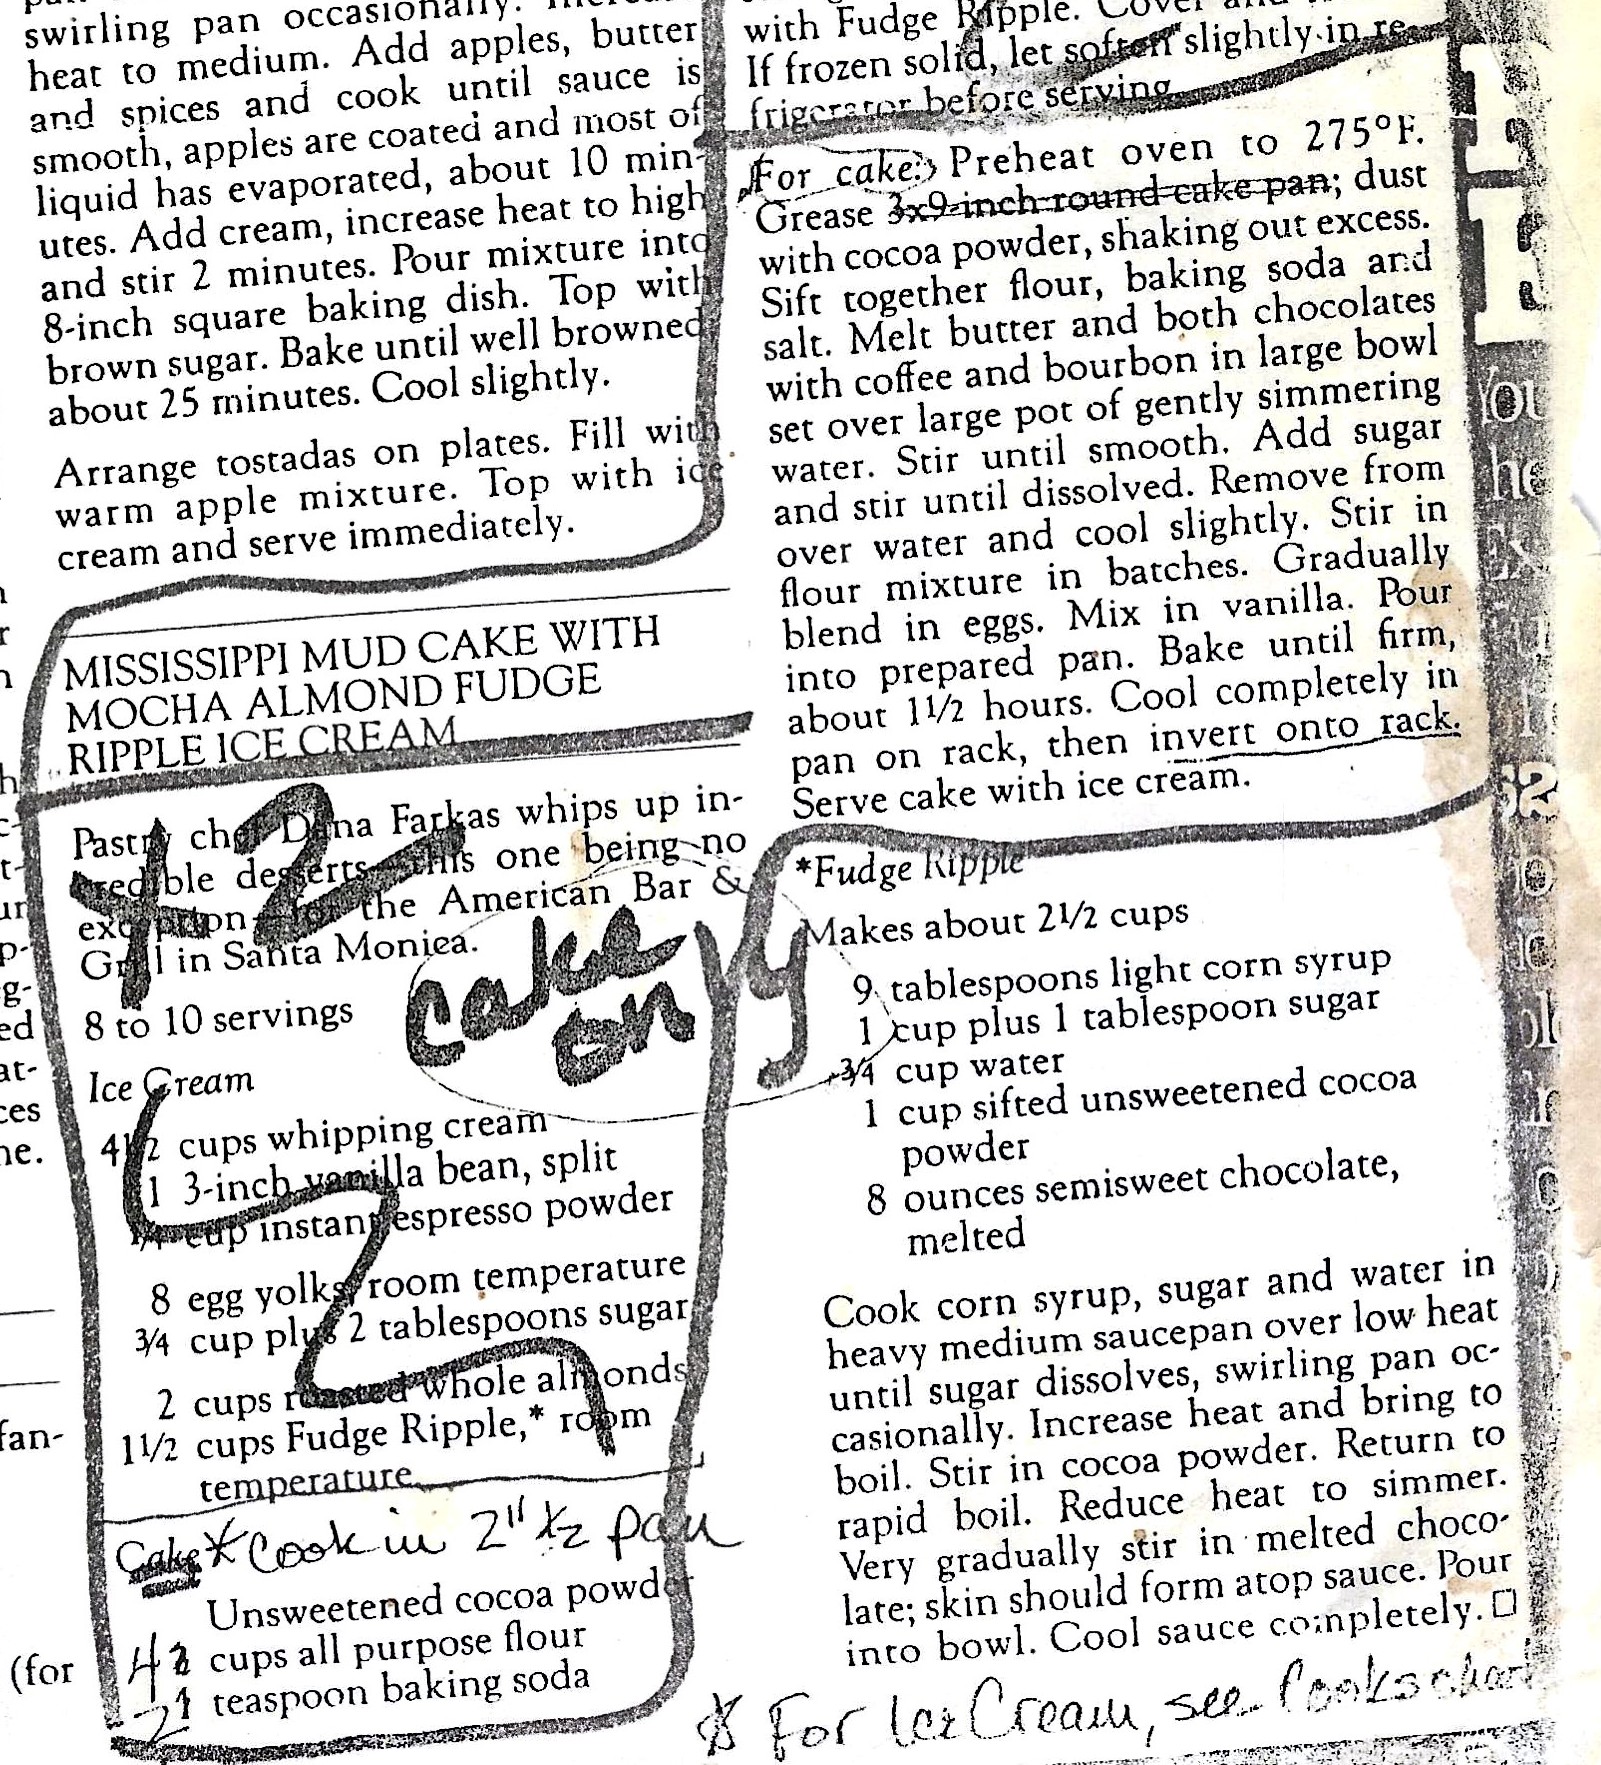 swirling pan occasionally.
heat to medium. Add apples, butter
and spices and cook until sauce is
smooth, apples are coated and most of
liquid has evaporated, about 10 min-
utes. Add cream, increase heat to high
and stir 2 minutes. Pour mixture into
8-inch square baking dish. Top with
brown sugar. Bake until well browned
about 25 minutes. Cool slightly.
Arrange tostadas on plates. Fill with
warm apple mixture. Top with ice
cream and serve immediately.
MISSISSIPPI MUD CAKE WITH
MOCHA ALMOND FUDGE
RIPPLE ICE CREAM
x2
Pastry chef Dana Farkas whips up in-
credible desserts, this one being no
exception for the American Bar &
Grill in Santa Monica.
cake
only
8 to 10 servings
Ice Cream
4 1/2 cups whipping cream
1 3-inch vanilla bean, split
1/4 cup instant espresso powder
8 egg yolks, room temperature
3/4 cup plus 2 tablespoons sugar
2 cups roasted whole almonds
1 1/2 cups Fudge Ripple,* room
temperature
Cake * Cook in 2" 1/2 pan
Unsweetened cocoa powder
4 2 cups all purpose flour
2 1 teaspoon baking soda
with Fudge Ripple. Cover and
If frozen solid, let soften slightly in re-
frigerator before serving.
For cake: Preheat oven to 275°F.
Grease 3x9-inch round cake pan; dust
with cocoa powder, shaking out excess.
Sift together flour, baking soda and
salt. Melt butter and both chocolates
with coffee and bourbon in large bowl
set over large pot of gently simmering
water. Stir until smooth. Add sugar
and stir until dissolved. Remove from
over water and cool slightly. Stir in
flour mixture in batches. Gradually
blend in eggs. Mix in vanilla. Pour
into prepared pan. Bake until firm,
about 1 1/2 hours. Cool completely in
pan on rack, then invert onto rack.
Serve cake with ice cream.
*Fudge Ripple
Makes about 2 1/2 cups
9 tablespoons light corn syrup
1 cup plus 1 tablespoon sugar
3/4 cup water
1 cup sifted unsweetened cocoa
powder
8 ounces semisweet chocolate,
melted
Cook corn syrup, sugar and water in
heavy medium saucepan over low heat
until sugar dissolves, swirling pan oc-
casionally. Increase heat and bring to
boil. Stir in cocoa powder. Return to
rapid boil. Reduce heat to simmer.
Very gradually stir in melted choco-
late; skin should form atop sauce. Pour
into bowl. Cool sauce completely. □
* For Ice Cream, see Cooks chart
(for